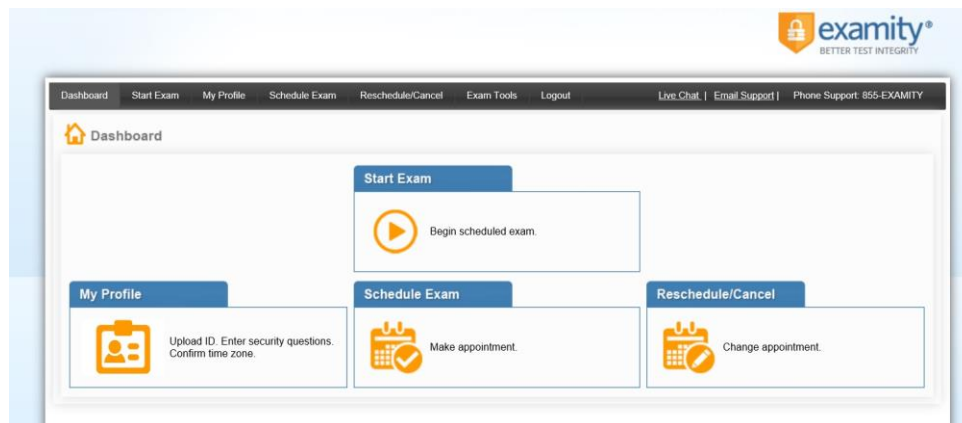 examity®
BETTER TEST INTEGRITY
Dashboard Start Exam My Profile Schedule Exam Reschedule/Cancel Exam Tools Logout Live Chat | Email Support | Phone Support: 855-EXAMITY
Dashboard
Start Exam
Begin scheduled exam.
My Profile
Upload ID. Enter security questions.
Confirm time zone.
Schedule Exam
Make appointment.
Reschedule/Cancel
Change appointment.